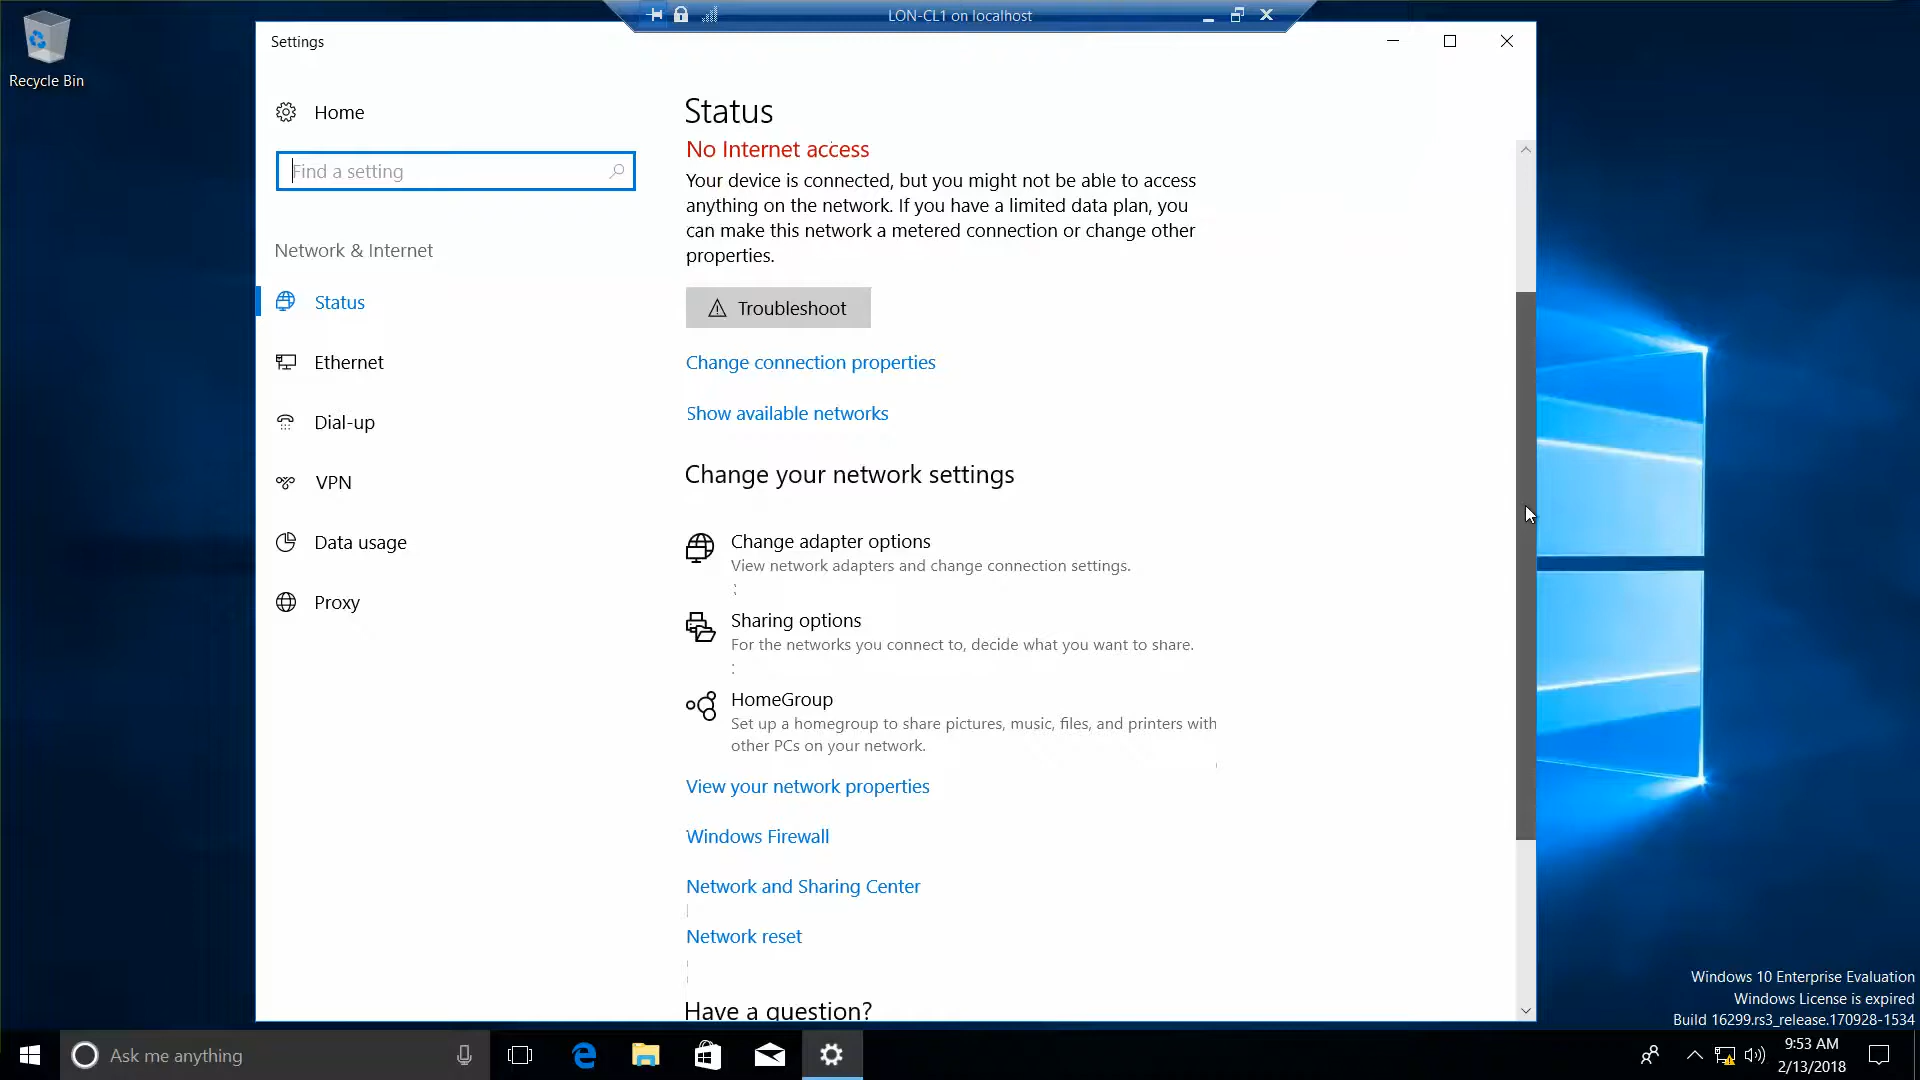 LON-CL1 on localhost
Recycle Bin
Settings
Home
Find a setting
Network & Internet
Status
Ethernet
Dial-up
VPN
Data usage
Proxy
Status
No Internet access
Your device is connected, but you might not be able to access
anything on the network. If you have a limited data plan, you
can make this network a metered connection or change other
properties.
Troubleshoot
Change connection properties
Show available networks
Change your network settings
Change adapter options
View network adapters and change connection settings.
Sharing options
For the networks you connect to, decide what you want to share.
HomeGroup
Set up a homegroup to share pictures, music, files, and printers with
other PCs on your network.
View your network properties
Windows Firewall
Network and Sharing Center
Network reset
Have a question?
Windows 10 Enterprise Evaluation
Windows License is expired
Build 16299.rs3_release.170928-1534
Ask me anything
9:53 AM
2/13/2018